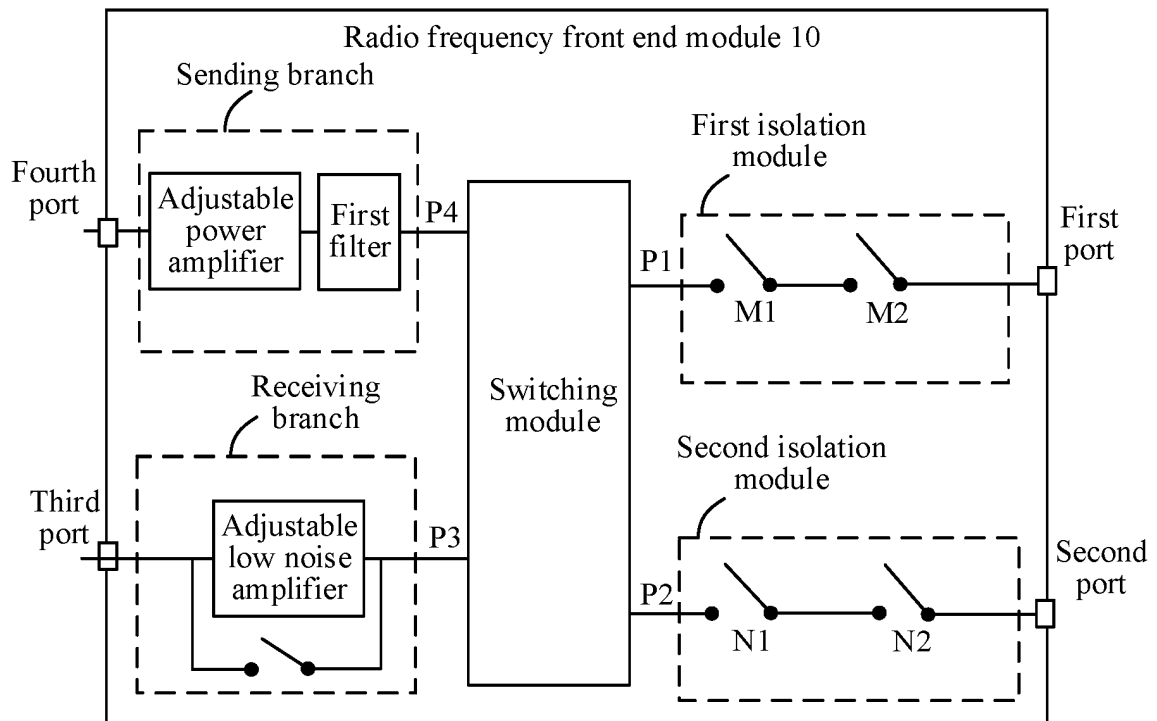 Radio frequency front end module 10
Sending branch
Fourth
port
Adjustable
power
amplifier
First
filter
P4
Switching
module
P1
First isolation
module
M1
M2
First
port
Receiving
branch
Third
port
Adjustable
low noise
amplifier
P3
P2
Second isolation
module
N1
N2
Second
port